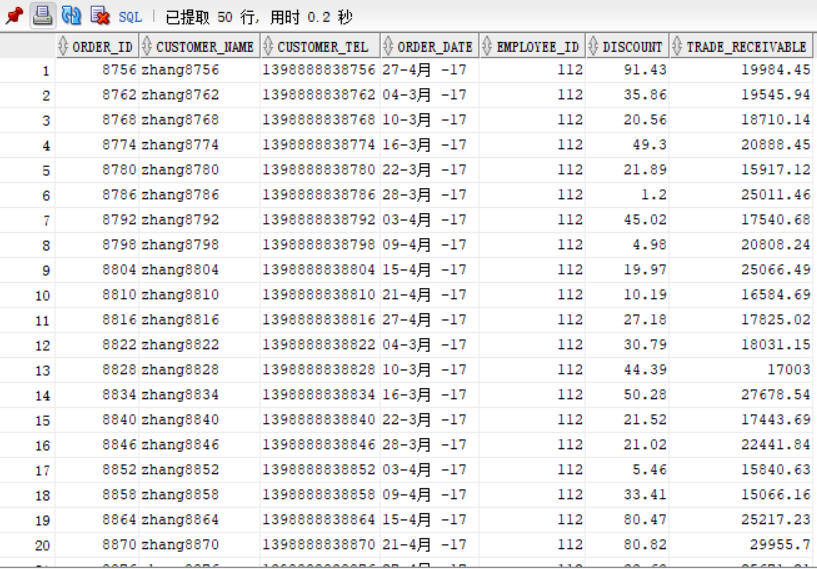 SQL | 已提取 50 行, 用时 0.2 秒
ORDER_ID CUSTOMER_NAME CUSTOMER_TEL ORDER_DATE EMPLOYEE_ID DISCOUNT TRADE_RECEIVABLE
1 8756 zhang8756 1398888838756 27-4月 -17 112 91.43 19984.45
2 8762 zhang8762 1398888838762 04-3月 -17 112 35.86 19545.94
3 8768 zhang8768 1398888838768 10-3月 -17 112 20.56 18710.14
4 8774 zhang8774 1398888838774 16-3月 -17 112 49.3 20888.45
5 8780 zhang8780 1398888838780 22-3月 -17 112 21.89 15917.12
6 8786 zhang8786 1398888838786 28-3月 -17 112 1.2 25011.46
7 8792 zhang8792 1398888838792 03-4月 -17 112 45.02 17540.68
8 8798 zhang8798 1398888838798 09-4月 -17 112 4.98 20808.24
9 8804 zhang8804 1398888838804 15-4月 -17 112 19.97 25066.49
10 8810 zhang8810 1398888838810 21-4月 -17 112 10.19 16584.69
11 8816 zhang8816 1398888838816 27-4月 -17 112 27.18 17825.02
12 8822 zhang8822 1398888838822 04-3月 -17 112 30.79 18031.15
13 8828 zhang8828 1398888838828 10-3月 -17 112 44.39 17003
14 8834 zhang8834 1398888838834 16-3月 -17 112 50.28 27678.54
15 8840 zhang8840 1398888838840 22-3月 -17 112 21.52 17443.69
16 8846 zhang8846 1398888838846 28-3月 -17 112 21.02 22441.84
17 8852 zhang8852 1398888838852 03-4月 -17 112 5.46 15840.63
18 8858 zhang8858 1398888838858 09-4月 -17 112 33.41 15066.16
19 8864 zhang8864 1398888838864 15-4月 -17 112 80.47 25217.23
20 8870 zhang8870 1398888838870 21-4月 -17 112 80.82 29955.7